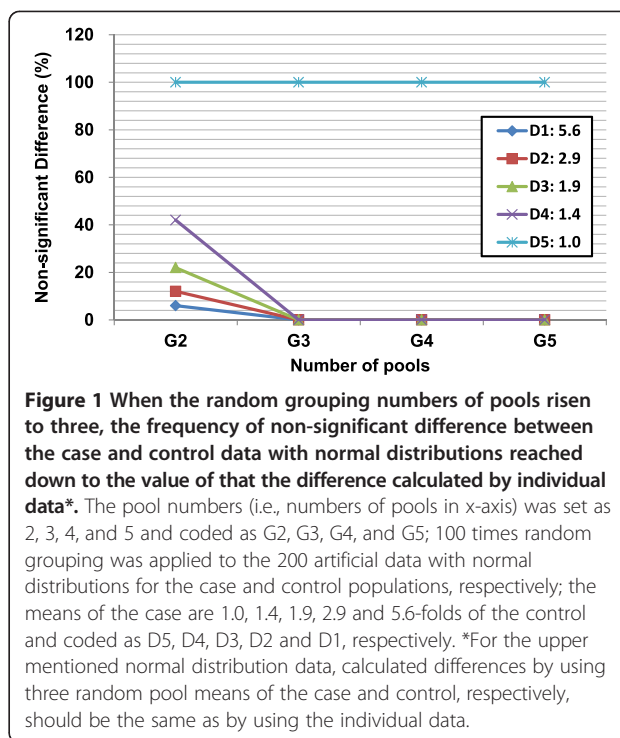 120
100
80
60
40
20
0
Non-significant Difference (%)
D1: 5.6
D2: 2.9
D3: 1.9
D4: 1.4
D5: 1.0
G2 G3 G4 G5
Number of pools
Figure 1 When the random grouping numbers of pools risen
to three, the frequency of non-significant difference between
the case and control data with normal distributions reached
down to the value of that the difference calculated by individual
data*. The pool numbers (i.e., numbers of pools in x-axis) was set as
2, 3, 4, and 5 and coded as G2, G3, G4, and G5; 100 times random
grouping was applied to the 200 artificial data with normal
distributions for the case and control populations, respectively; the
means of the case are 1.0, 1.4, 1.9, 2.9 and 5.6-folds of the control
and coded as D5, D4, D3, D2 and D1, respectively. *For the upper
mentioned normal distribution data, calculated differences by using
three random pool means of the case and control, respectively,
should be the same as by using the individual data.